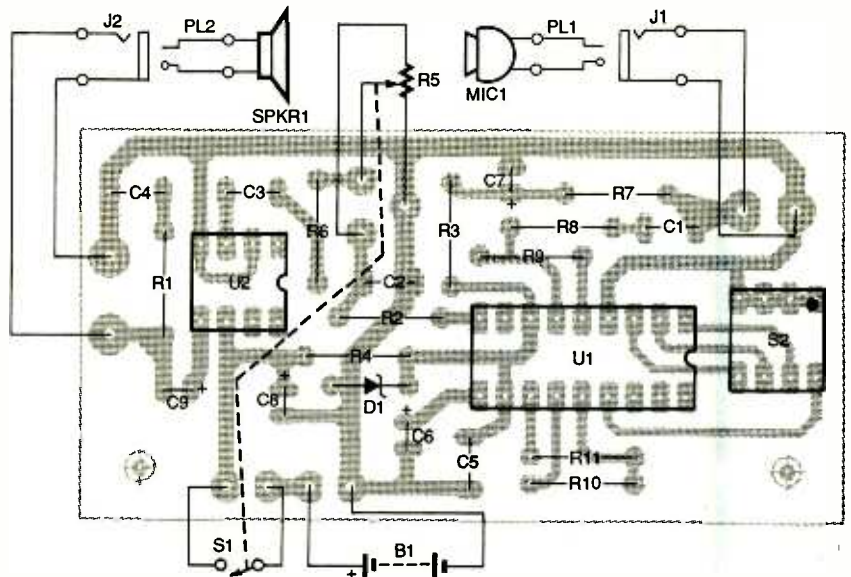 J2 PL2 PL1 J1
R5
SPKR1 MIC1
C4 C3 C7 R7
+
R6 R3 R8 C1
R9
R1 U2 C2
R2 S2
R4 U1
+
C9 + C8 D1 +
C6
C5 R11
R10
+ +
S1 B1
+